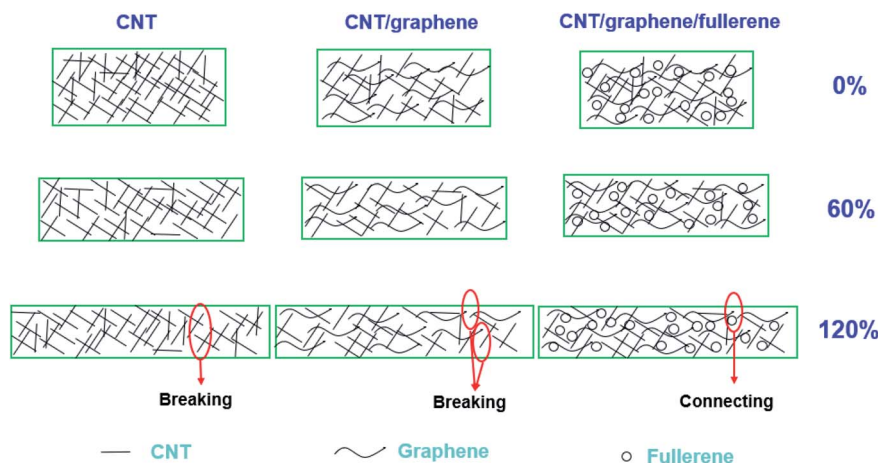 CNT CNT/graphene CNT/graphene/fullerene
0%
60%
120%
Breaking Breaking Connecting
CNT Graphene Fullerene